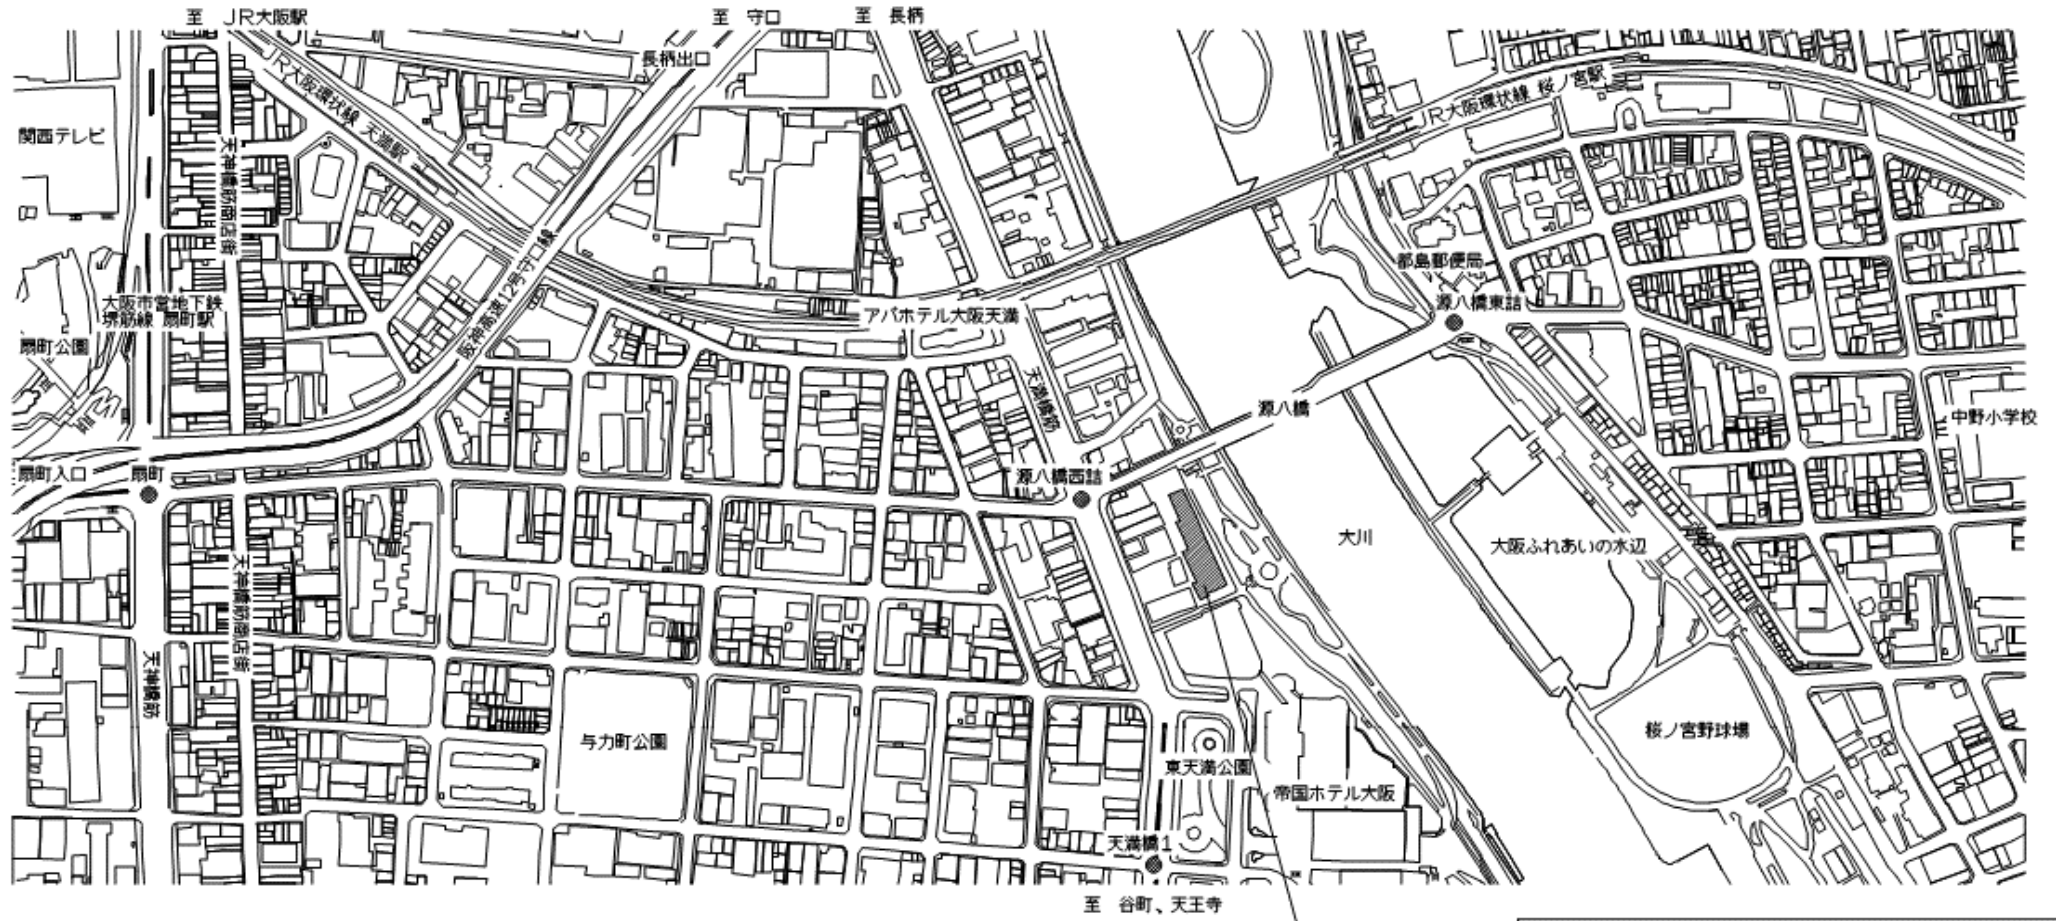 至 JR大阪駅
至 守口
至 長柄
長柄出口
JR大阪環状線 天満駅
JR大阪環状線 桜ノ宮駅
関西テレビ
天神橋筋商店街
都島郵便局
大阪市営地下鉄
堺筋線 扇町駅
源八橋東詰
阪神高速12号守口線
アパホテル大阪天満
扇町公園
天満橋筋
源八橋
中野小学校
扇町入口
扇町
源八橋西詰
大川
大阪ふれあいの水辺
天神橋筋商店街
天神橋筋
与力町公園
桜ノ宮野球場
東天満公園
帝国ホテル大阪
天満橋1
至 谷町、天王寺